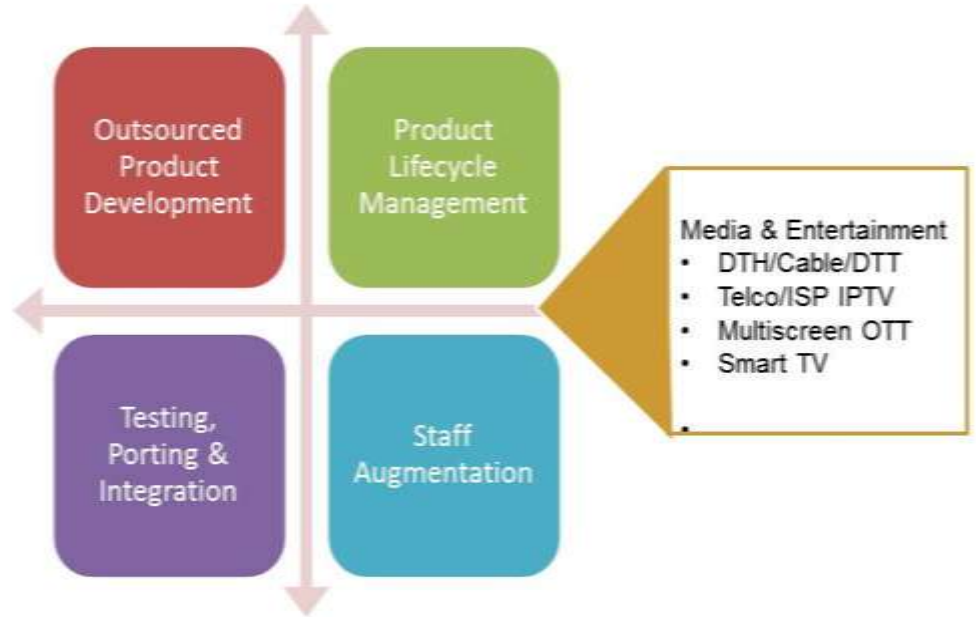 Outsourced
Product
Development
Product
Lifecycle
Management
Testing,
Porting &
Integration
Staff
Augmentation
Media & Entertainment
• DTH/Cable/DTT
• Telco/ISP IPTV
• Multiscreen OTT
• Smart TV
•